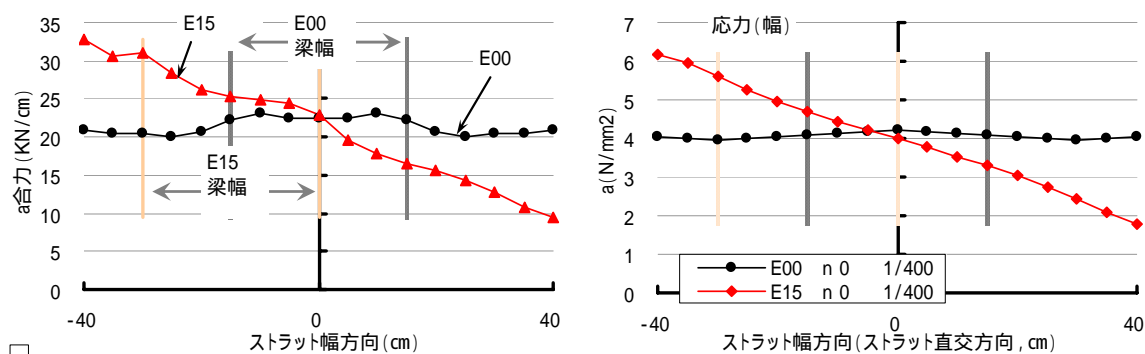 35
30
25
20
15
10
5
0
a合力(KN/cm)
E15
E00
梁幅
E00
E15
梁幅
-40
0
40
ストラット幅方向(cm)
応力(幅)
7
6
5
4
3
2
1
0
a(N/mm2)
E00 n 0 1/400
E15 n 0 1/400
-40
0
40
ストラット幅方向(ストラット直交方向,cm)